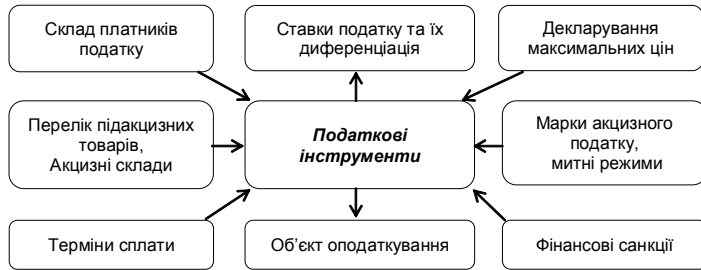 Склад платників
податку
Ставки податку та їх
диференціація
Декларування
максимальних цін
Перелік підакцизних
товарів,
Акцизні склади
Податкові
інструменти
Марки акцизного
податку,
митні режими
Терміни сплати
Об’єкт оподаткування
Фінансові санкції